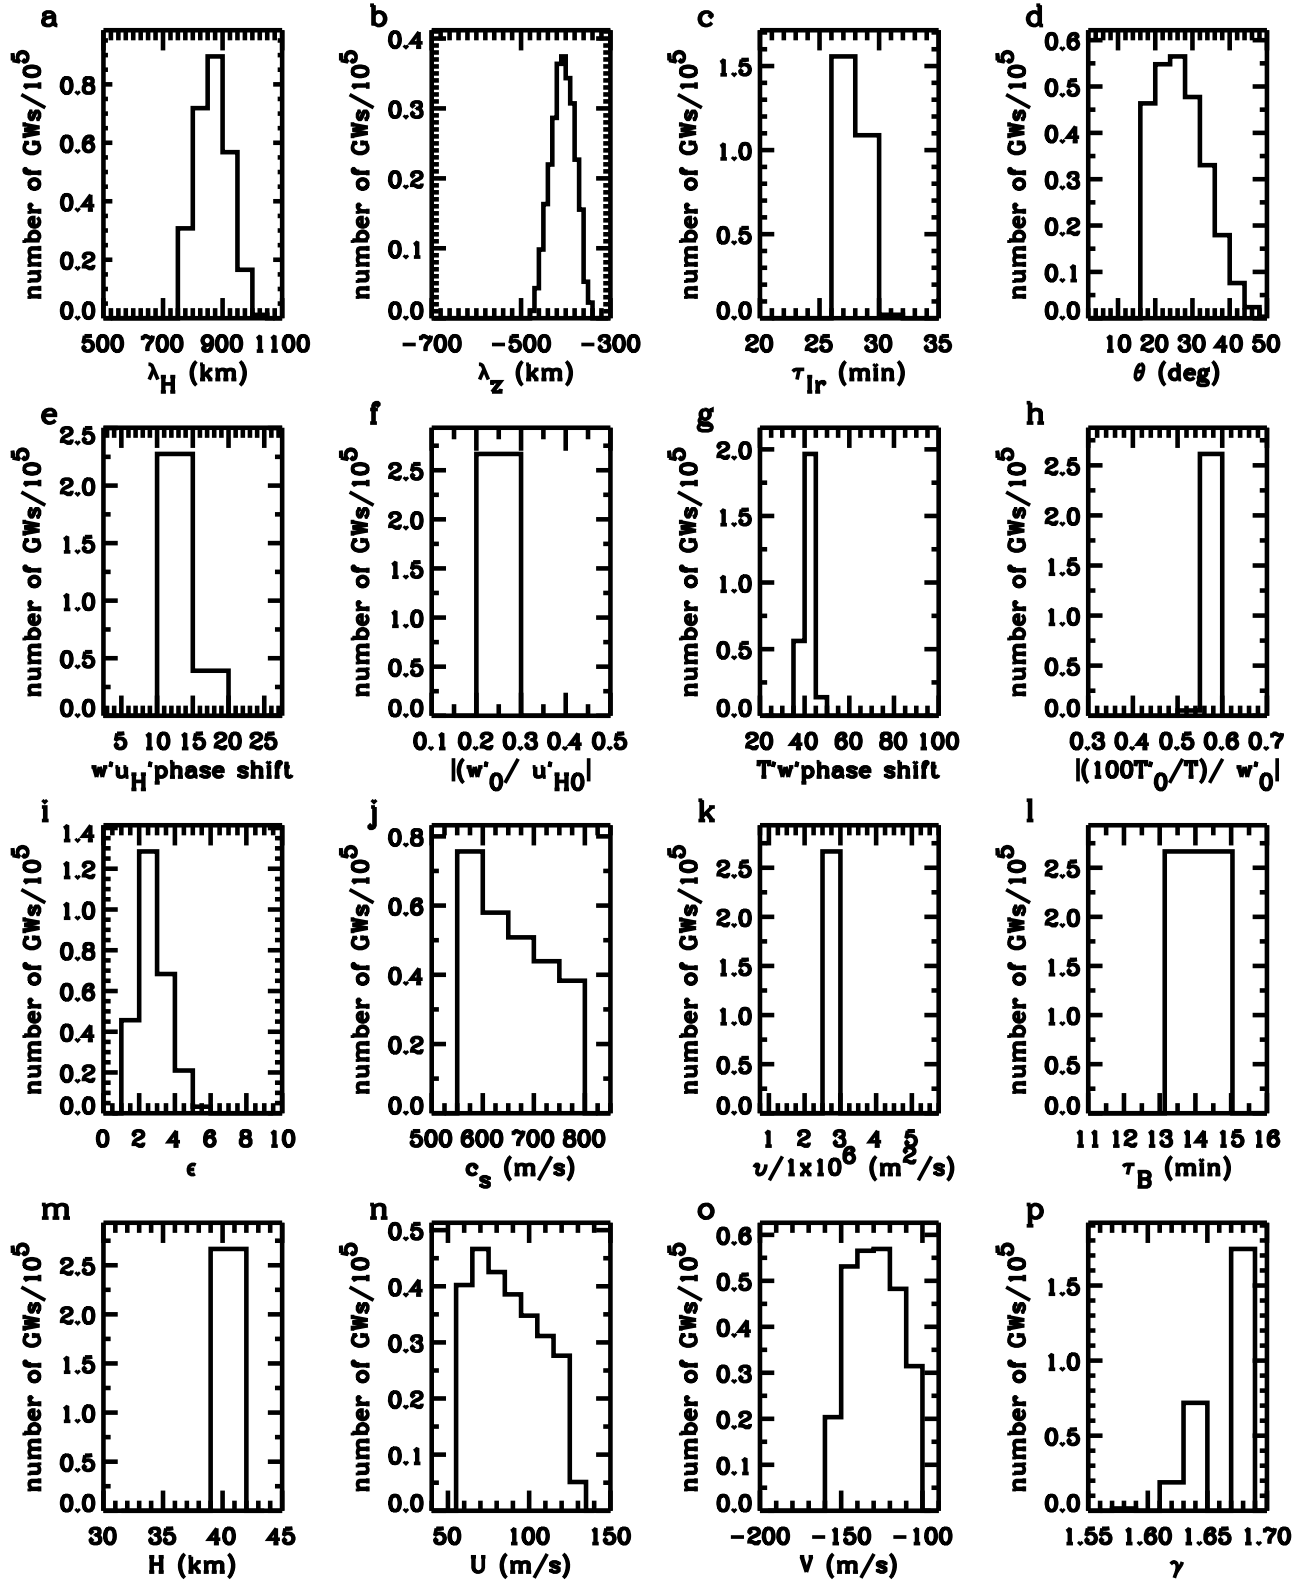 a
number of GWs/10^5
0.8
0.6
0.4
0.2
0.0
500 700 900 1100
λ_H (km)
b
number of GWs/10^5
0.4
0.3
0.2
0.1
0.0
-700 -500 -300
λ_z (km)
c
number of GWs/10^5
1.5
1.0
0.5
0.0
20 25 30 35
τ_Ir (min)
d
number of GWs/10^5
0.6
0.5
0.4
0.3
0.2
0.1
0.0
10 20 30 40 50
θ (deg)
e
number of GWs/10^5
2.5
2.0
1.5
1.0
0.5
0.0
5 10 15 20 25
w'u_H' phase shift
f
number of GWs/10^5
2.5
2.0
1.5
1.0
0.5
0.0
0.1 0.2 0.3 0.4 0.5
|(w'_0/ u'_H0|
g
number of GWs/10^5
2.0
1.5
1.0
0.5
0.0
20 40 60 80 100
T'w'phase shift
h
number of GWs/10^5
2.5
2.0
1.5
1.0
0.5
0.0
0.3 0.4 0.5 0.6 0.7
|(100T'_0/T)/ w'_0|
i
number of GWs/10^5
1.4
1.2
1.0
0.8
0.6
0.4
0.2
0.0
0 2 4 6 8 10
ϵ
j
number of GWs/10^5
0.8
0.6
0.4
0.2
0.0
500 600 700 800
c_s (m/s)
k
number of GWs/10^5
2.5
2.0
1.5
1.0
0.5
0.0
1 2 3 4 5
ν/1x10^6 (m^2/s)
l
number of GWs/10^5
2.5
2.0
1.5
1.0
0.5
0.0
11 12 13 14 15 16
τ_B (min)
m
number of GWs/10^5
2.5
2.0
1.5
1.0
0.5
0.0
30 35 40 45
H (km)
n
number of GWs/10^5
0.5
0.4
0.3
0.2
0.1
0.0
50 100 150
U (m/s)
o
number of GWs/10^5
0.6
0.5
0.4
0.3
0.2
0.1
0.0
-200 -150 -100
V (m/s)
p
number of GWs/10^5
1.5
1.0
0.5
0.0
1.55 1.60 1.65 1.70
γ